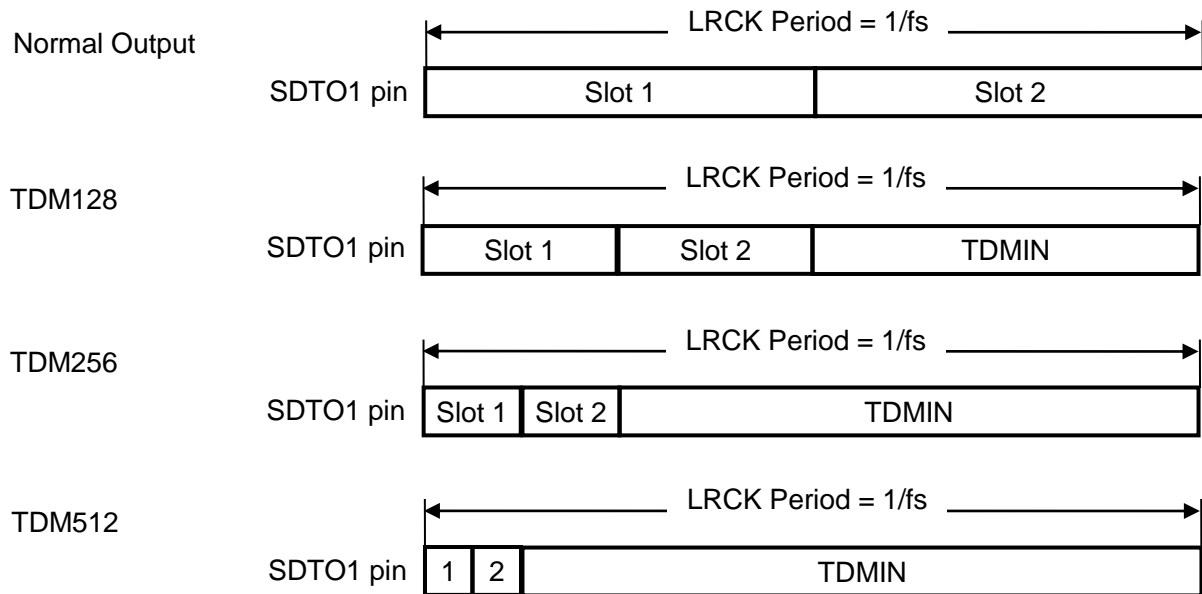 Normal Output
LRCK Period = 1/fs
SDTO1 pin Slot 1 Slot 2
TDM128
LRCK Period = 1/fs
SDTO1 pin Slot 1 Slot 2 TDMIN
TDM256
LRCK Period = 1/fs
SDTO1 pin Slot 1 Slot 2 TDMIN
TDM512
LRCK Period = 1/fs
SDTO1 pin 1 2 TDMIN